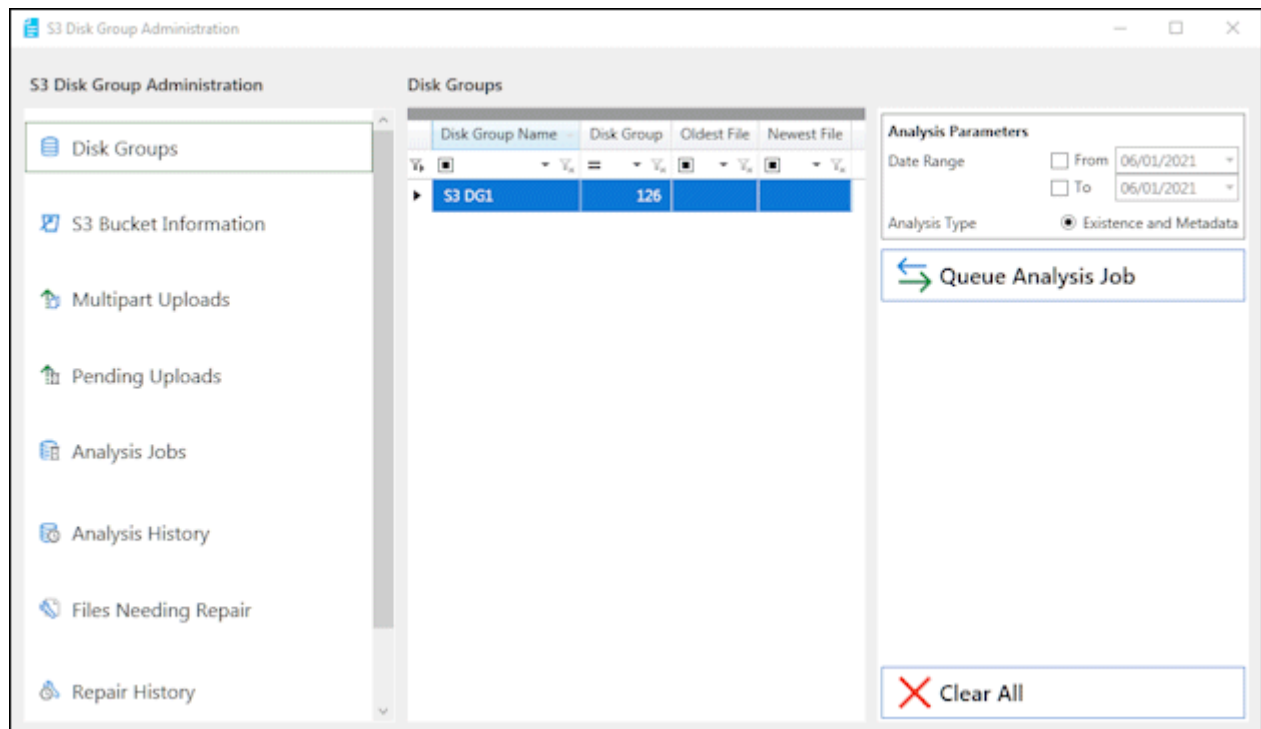 S3 Disk Group Administration
S3 Disk Group Administration
Disk Groups
S3 Bucket Information
Multipart Uploads
Pending Uploads
Analysis Jobs
Analysis History
Files Needing Repair
Repair History
Disk Groups
Disk Group Name Disk Group Oldest File Newest File
=
S3 DG1 126
Analysis Parameters
Date Range From 06/01/2021
To 06/01/2021
Analysis Type Existence and Metadata
Queue Analysis Job
Clear All